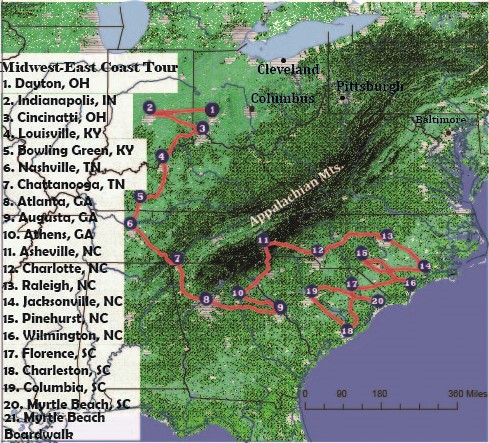 Midwest-East Coast Tour
1. Dayton, OH
2. Indianapolis, IN
3. Cincinatti, OH
4. Louisville, KY
5. Bowling Green, KY
6. Nashville, TN
7. Chattanooga, TN
8. Atlanta, GA
9. Augusta, GA
10. Athens, GA
11. Asheville, NC
12. Charlotte, NC
13. Raleigh, NC
14. Jacksonville, NC
15. Pinehurst, NC
16. Wilmington, NC
17. Florence, SC
18. Charleston, SC
19. Columbia, SC
20. Myrtle Beach, SC
21. Myrtle Beach
Boardwalk
Cleveland
Columbus
Pittsburgh
Baltimore
Appalachian Mts.
2
1
3
4
5
6
7
8
9
10
11
12
13
15
14
16
17
19
20
18
0 90 180 360 Miles